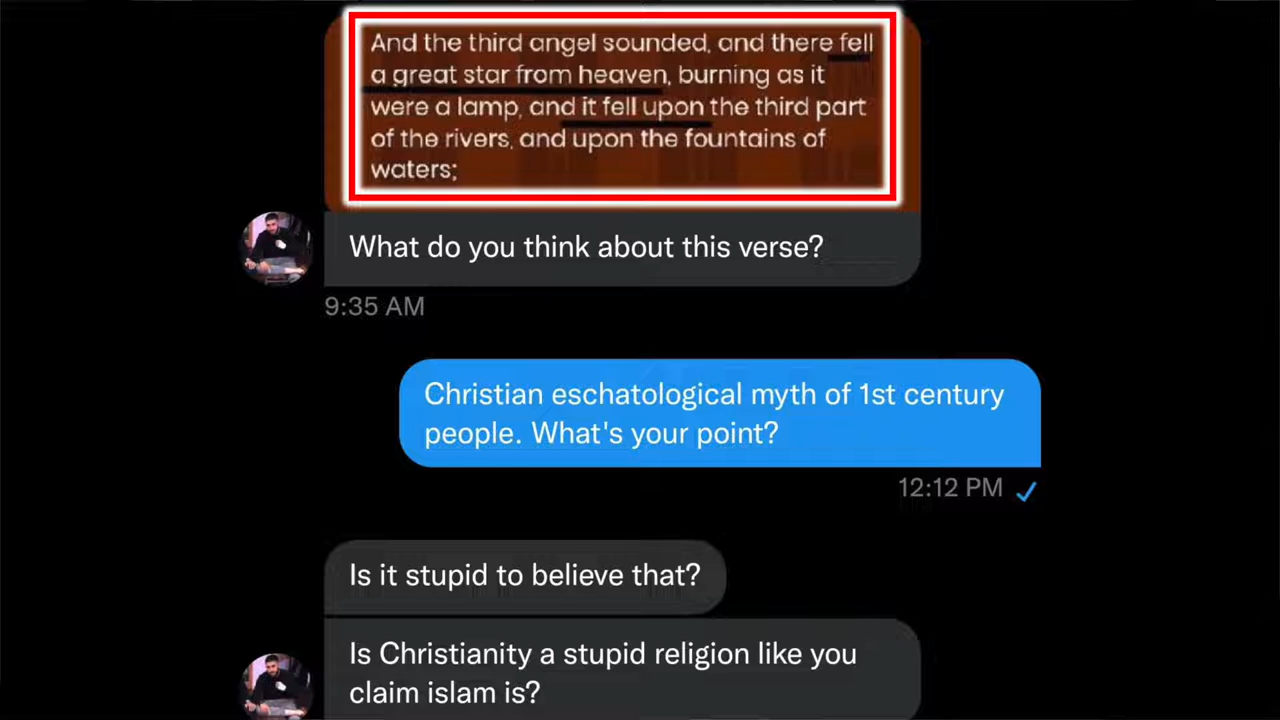 And the third angel sounded, and there fell
a great star from heaven, burning as it
were a lamp, and it fell upon the third part
of the rivers, and upon the fountains of
waters;
What do you think about this verse?
9:35 AM
Christian eschatological myth of 1st century
people. What's your point?
12:12 PM
Is it stupid to believe that?
Is Christianity a stupid religion like you
claim islam is?